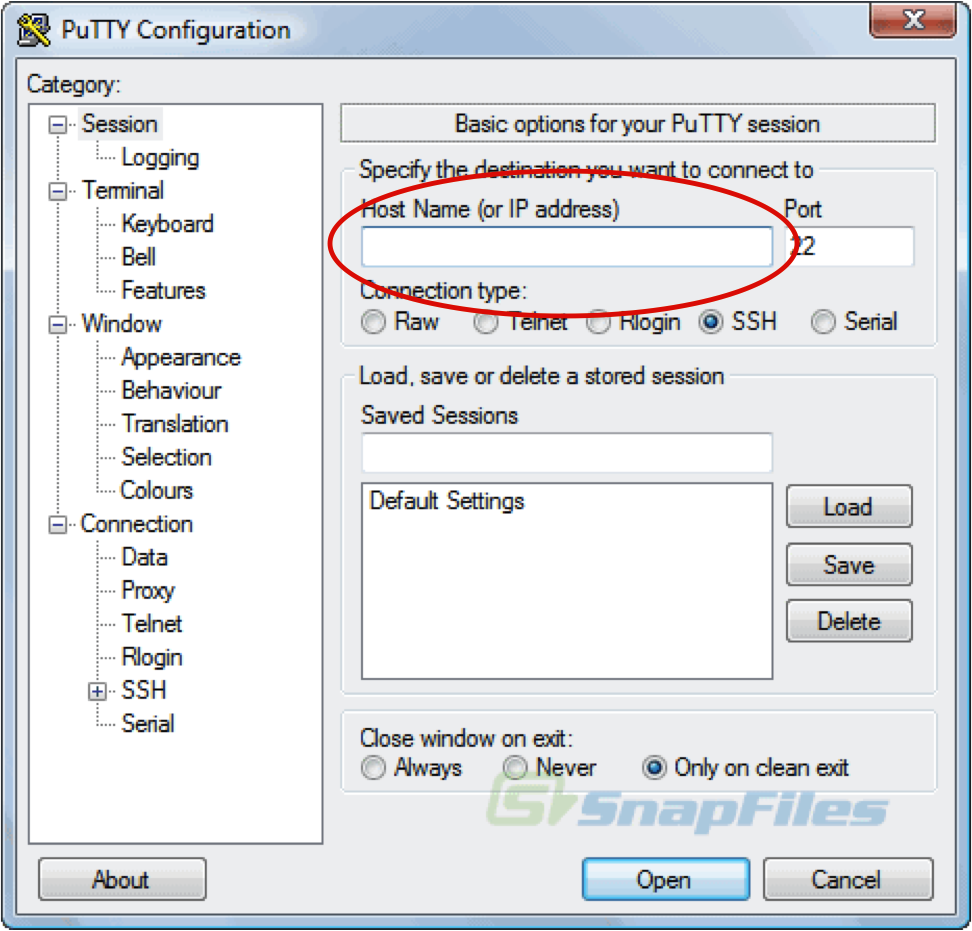 PuTTY Configuration
Category:
Session
Logging
Terminal
Keyboard
Bell
Features
Window
Appearance
Behaviour
Translation
Selection
Colours
Connection
Data
Proxy
Telnet
Rlogin
SSH
Serial
Basic options for your PuTTY session
Specify the destination you want to connect to
Host Name (or IP address) Port
22
Connection type:
Raw Telnet Rlogin SSH Serial
Load, save or delete a stored session
Saved Sessions
Default Settings
Load
Save
Delete
Close window on exit:
Always Never Only on clean exit
SnapFiles
About Open Cancel